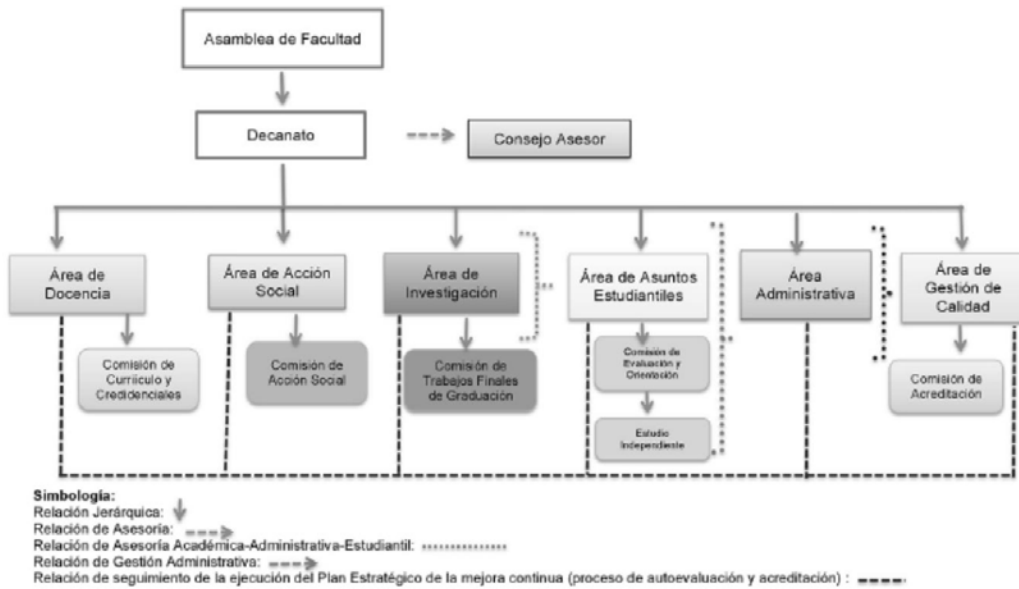 Asamblea de Facultad
Decanato
Consejo Asesor
Área de
Docencia
Área de Acción
Social
Área de
Investigación
Área de Asuntos
Estudiantiles
Área
Administrativa
Área de
Gestión de
Calidad
Comisión de
Curriículo y
Credidenciales
Comisión de
Acción Social
Comisión de
Trabajos Finales
de Graduación
Comisión de
Evaluación y
Orientación
Estudio
Independiente
Comisión de
Acreditación
Simbología:
Relación Jerárquica:
Relación de Asesoría:
Relación de Asesoría Académica-Administrativa-Estudiantil:
Relación de Gestión Administrativa:
Relación de seguimiento de la ejecución del Plan Estratégico de la mejora continua (proceso de autoevaluación y acreditación) :